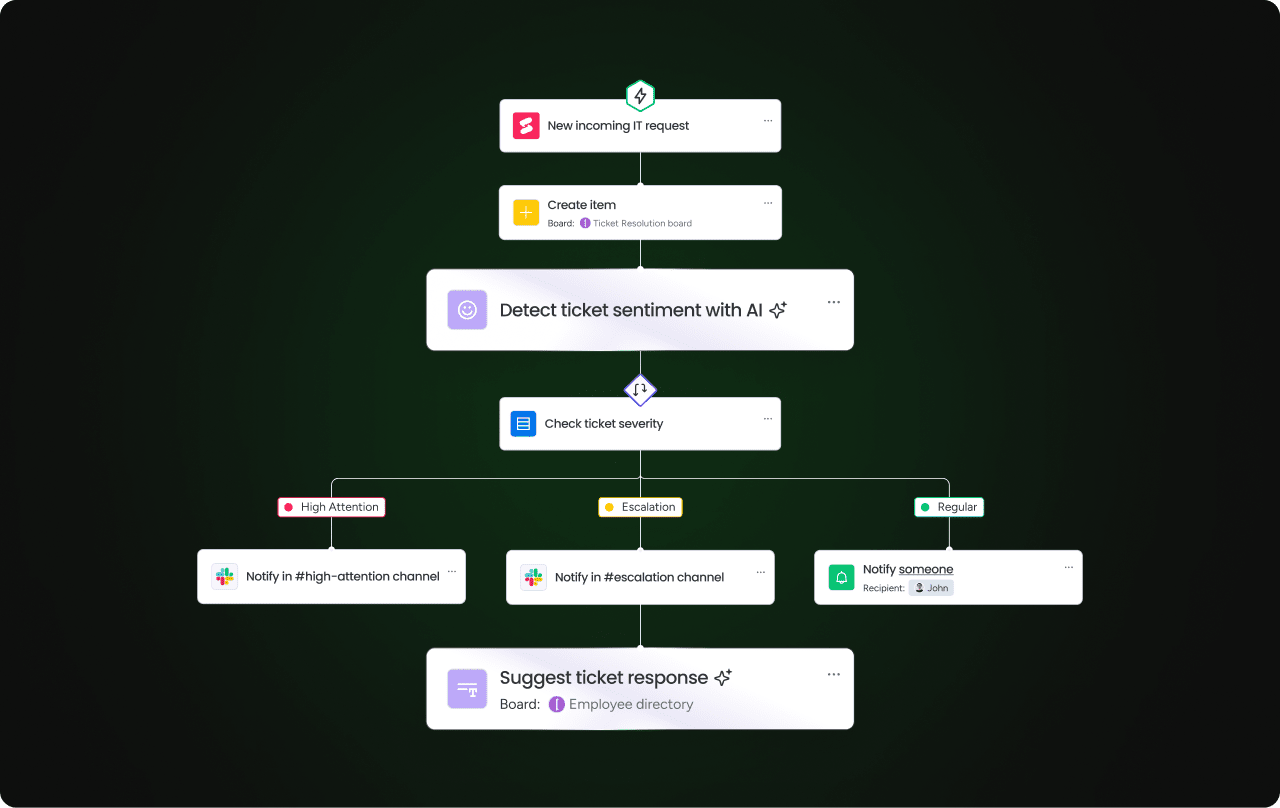 New incoming IT request
Create item
Board: Ticket Resolution board
Detect ticket sentiment with AI
Check ticket severity
High Attention
Escalation
Regular
Notify in #high-attention channel
Notify in #escalation channel
Notify someone
Recipient: John
Suggest ticket response
Board: Employee directory